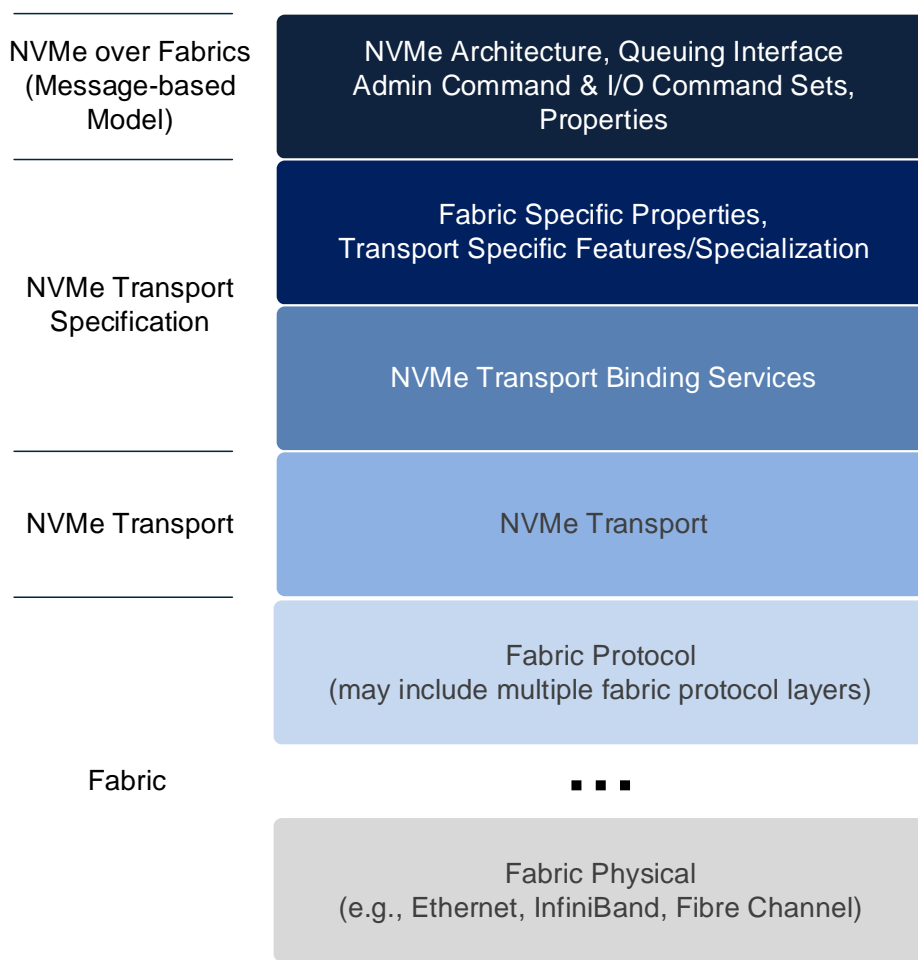 NVMe over Fabrics
(Message-based
Model)
NVMe Architecture, Queuing Interface
Admin Command & I/O Command Sets,
Properties
NVMe Transport
Specification
Fabric Specific Properties,
Transport Specific Features/Specialization
NVMe Transport Binding Services
NVMe Transport
NVMe Transport
Fabric
Fabric Protocol
(may include multiple fabric protocol layers)
...
Fabric Physical
(e.g., Ethernet, InfiniBand, Fibre Channel)